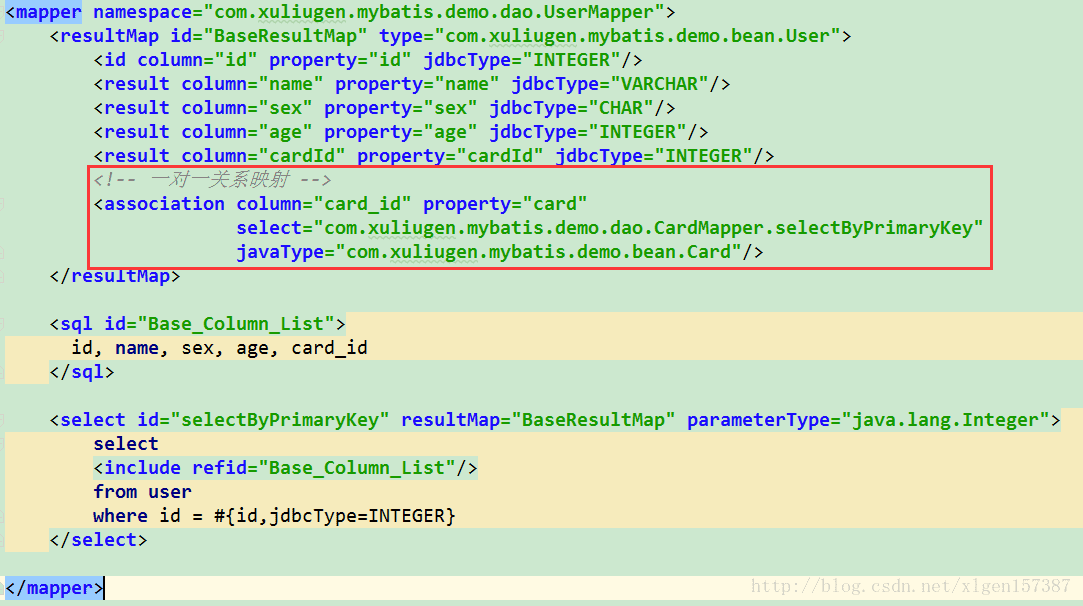 <mapper namespace="com.xuliugen.mybatis.demo.dao.UserMapper">
    <resultMap id="BaseResultMap" type="com.xuliugen.mybatis.demo.bean.User">
        <id column="id" property="id" jdbcType="INTEGER"/>
        <result column="name" property="name" jdbcType="VARCHAR"/>
        <result column="sex" property="sex" jdbcType="CHAR"/>
        <result column="age" property="age" jdbcType="INTEGER"/>
        <result column="cardId" property="cardId" jdbcType="INTEGER"/>
        <!-- 一对一关系映射 -->
        <association column="card_id" property="card"
                     select="com.xuliugen.mybatis.demo.dao.CardMapper.selectByPrimaryKey"
                     javaType="com.xuliugen.mybatis.demo.bean.Card"/>
    </resultMap>
    <sql id="Base_Column_List">
      id, name, sex, age, card_id
    </sql>
    <select id="selectByPrimaryKey" resultMap="BaseResultMap" parameterType="java.lang.Integer">
        select
        <include refid="Base_Column_List"/>
        from user
        where id = #{id,jdbcType=INTEGER}
    </select>
</mapper>
http://blog.csdn.net/xlgen157387